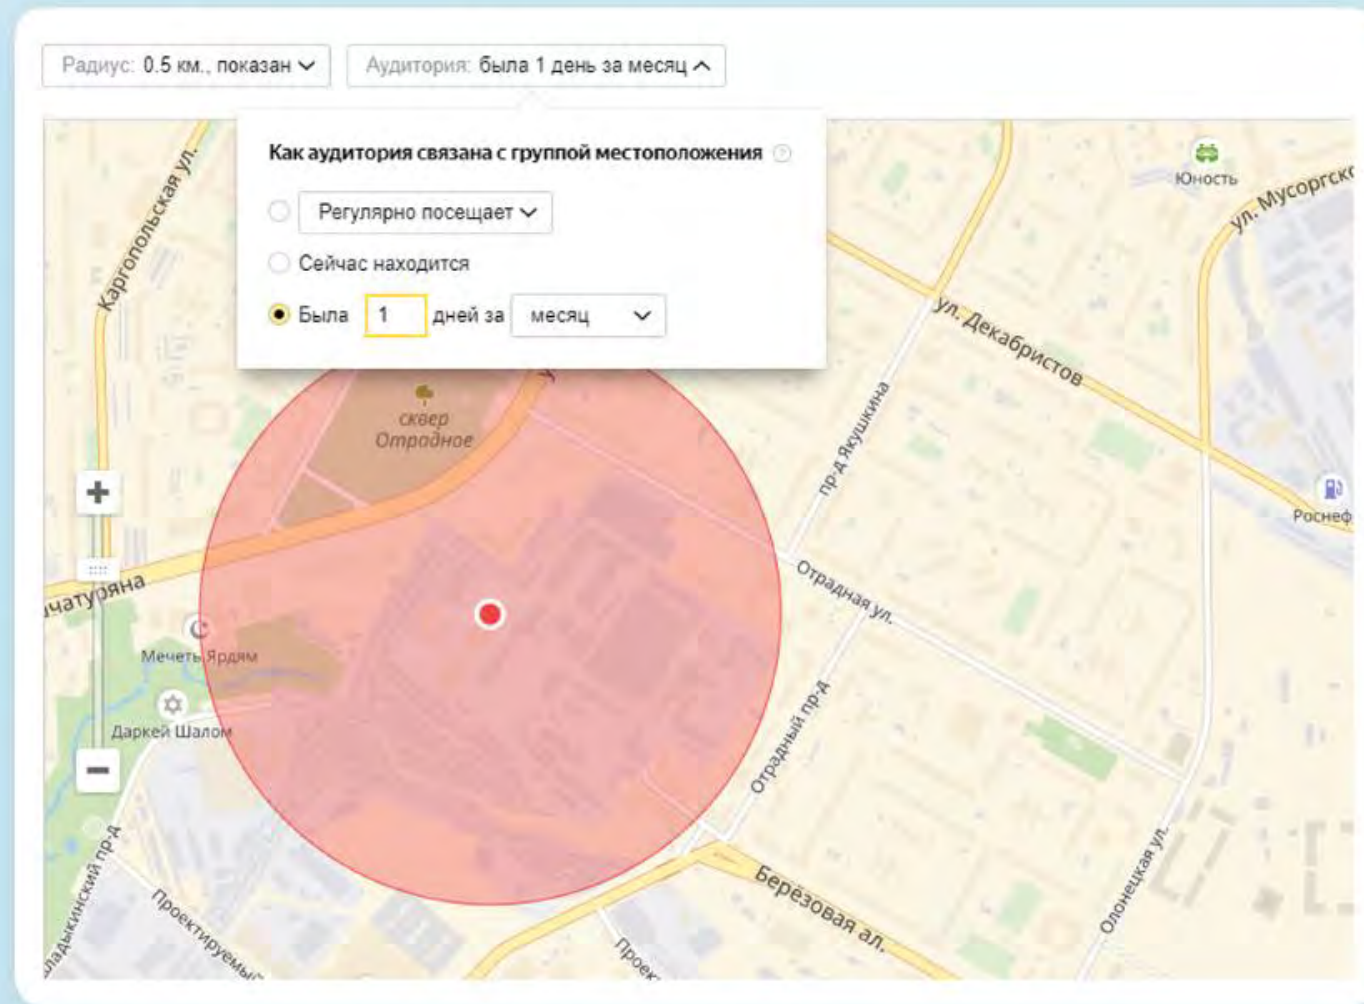 Радиус: 0.5 км., показан
Аудитория: была 1 день за месяц
Как аудитория связана с группой местоположения ?
Регулярно посещает
Сейчас находится
Была 1 дней за месяц
Каргопольская ул.
Юность
ул. Мусоргско
ул. Декабристов
сквер
Отрадное
пр-д Якушкина
Роснеф
Отрадная ул.
чатуряна
Мечеть Ярдям
Даркей Шалом
Отрадный пр-д
Берёзовая ал.
Олонецкая ул.
ладыкинский пр-д
Проектируемый
Проек